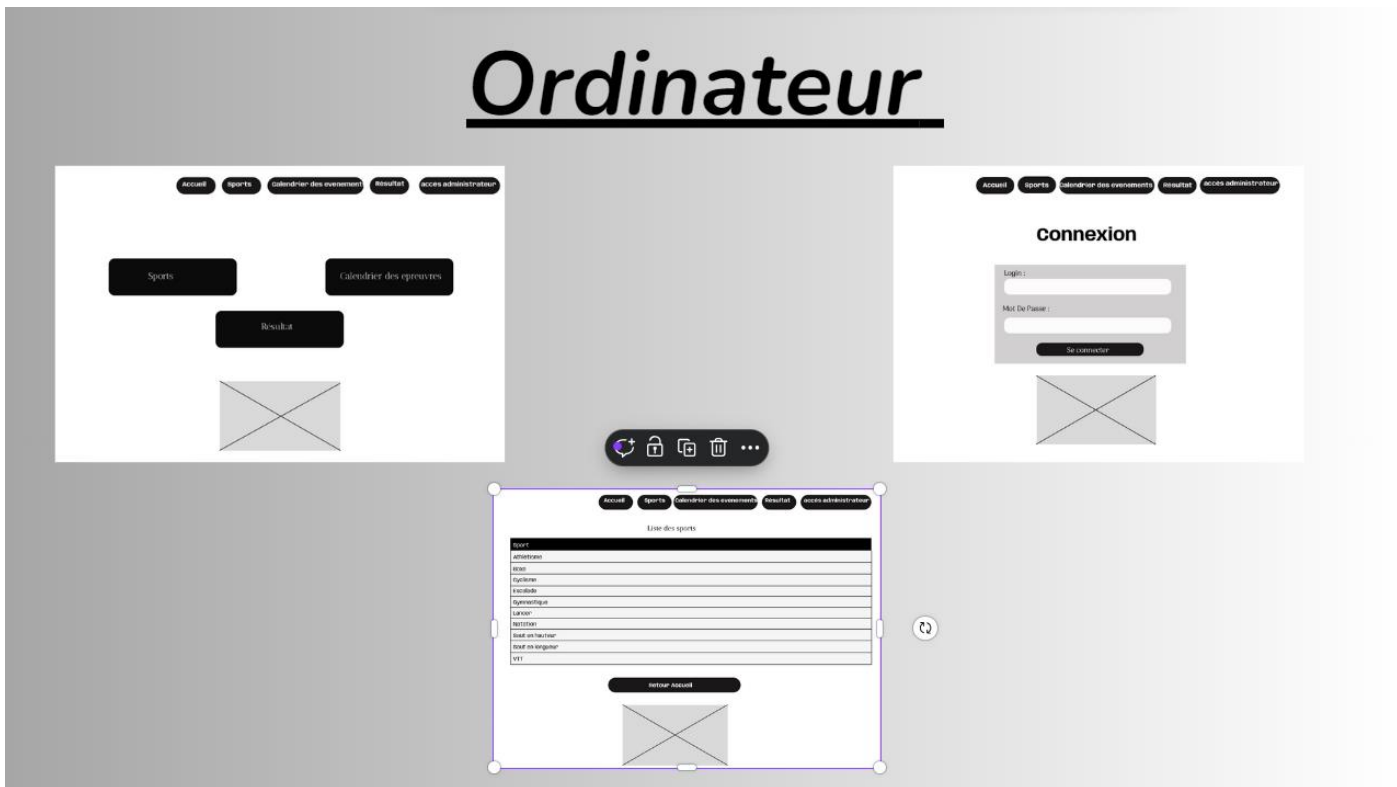 Ordinateur
Accueil Sports Calendrier des evenement Résultat accès administrateur
Sports
Calendrier des epreuvres
Résultat
Accueil Sports Calendrier des evenements Résultat accès administrateur
Connexion
Login :
Mot De Passe :
Se connecter
Accueil Sports Calendrier des evenements Résultat accès administrateur
Liste des sports
Sport
Athlétisme
Cyclisme
Escalade
Gymnastique
Lancer
Natation
Saut en hauteur
Saut en longueur
VTT
Retour Accueil